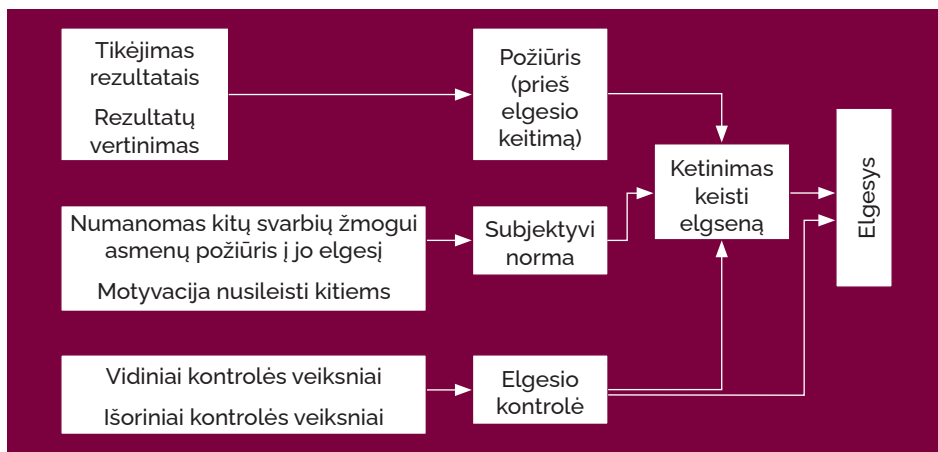 Tikėjimas
rezultatais
Rezultatų
vertinimas
Požiūris
(prieš
elgesio
keitimą)
Numanomas kitų svarbių žmogui
asmenų požiūris į jo elgesį
Motyvacija nusileisti kitiems
Subjektyvi
norma
Vidiniai kontrolės veiksniai
Išoriniai kontrolės veiksniai
Elgesio
kontrolė
Ketinimas
keisti
elgseną
Elgesys